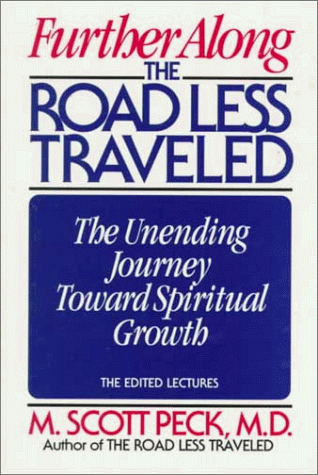 Further Along
THE
ROAD LESS
TRAVELED
The Unending
Journey
Toward Spiritual
Growth
THE EDITED LECTURES
M. SCOTT PECK, M.D.
Author of THE ROAD LESS TRAVELED